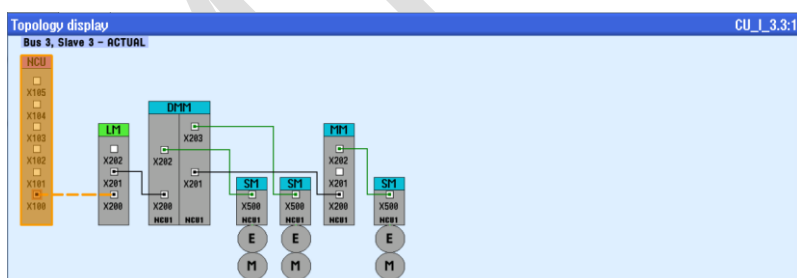 Topology display CU_I_3.3:1
Bus 3, Slave 3 - ACTUAL
NCU
X105
X104
X103
X102
X101
X100
LM
X202
X201
X200
DMM
X203
X202
X201
X200
NC01 NC01
SM
X500
NC01
E
M
SM
X500
NC01
E
M
MM
X202
X201
X200
NC01
SM
X500
NC01
E
M